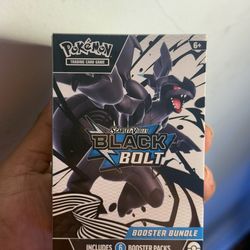 POKÉMON
TRADING CARD GAME
6+
SCARLET & VIOLET
BLACK
BOLT
BOOSTER BUNDLE
INCLUDES 6 BOOSTER PACKS